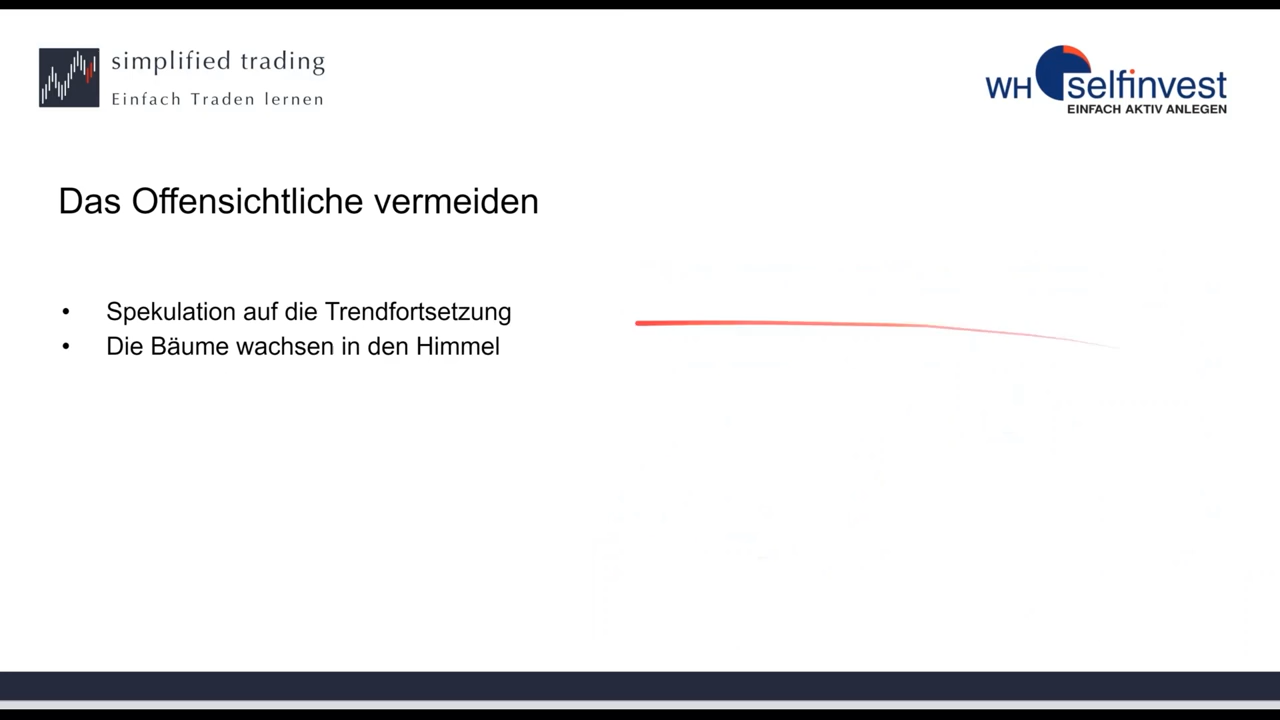 simplified trading
Einfach Traden lernen
WH selfinvest
EINFACH AKTIV ANLEGEN
Das Offensichtliche vermeiden
• Spekulation auf die Trendfortsetzung
• Die Bäume wachsen in den Himmel